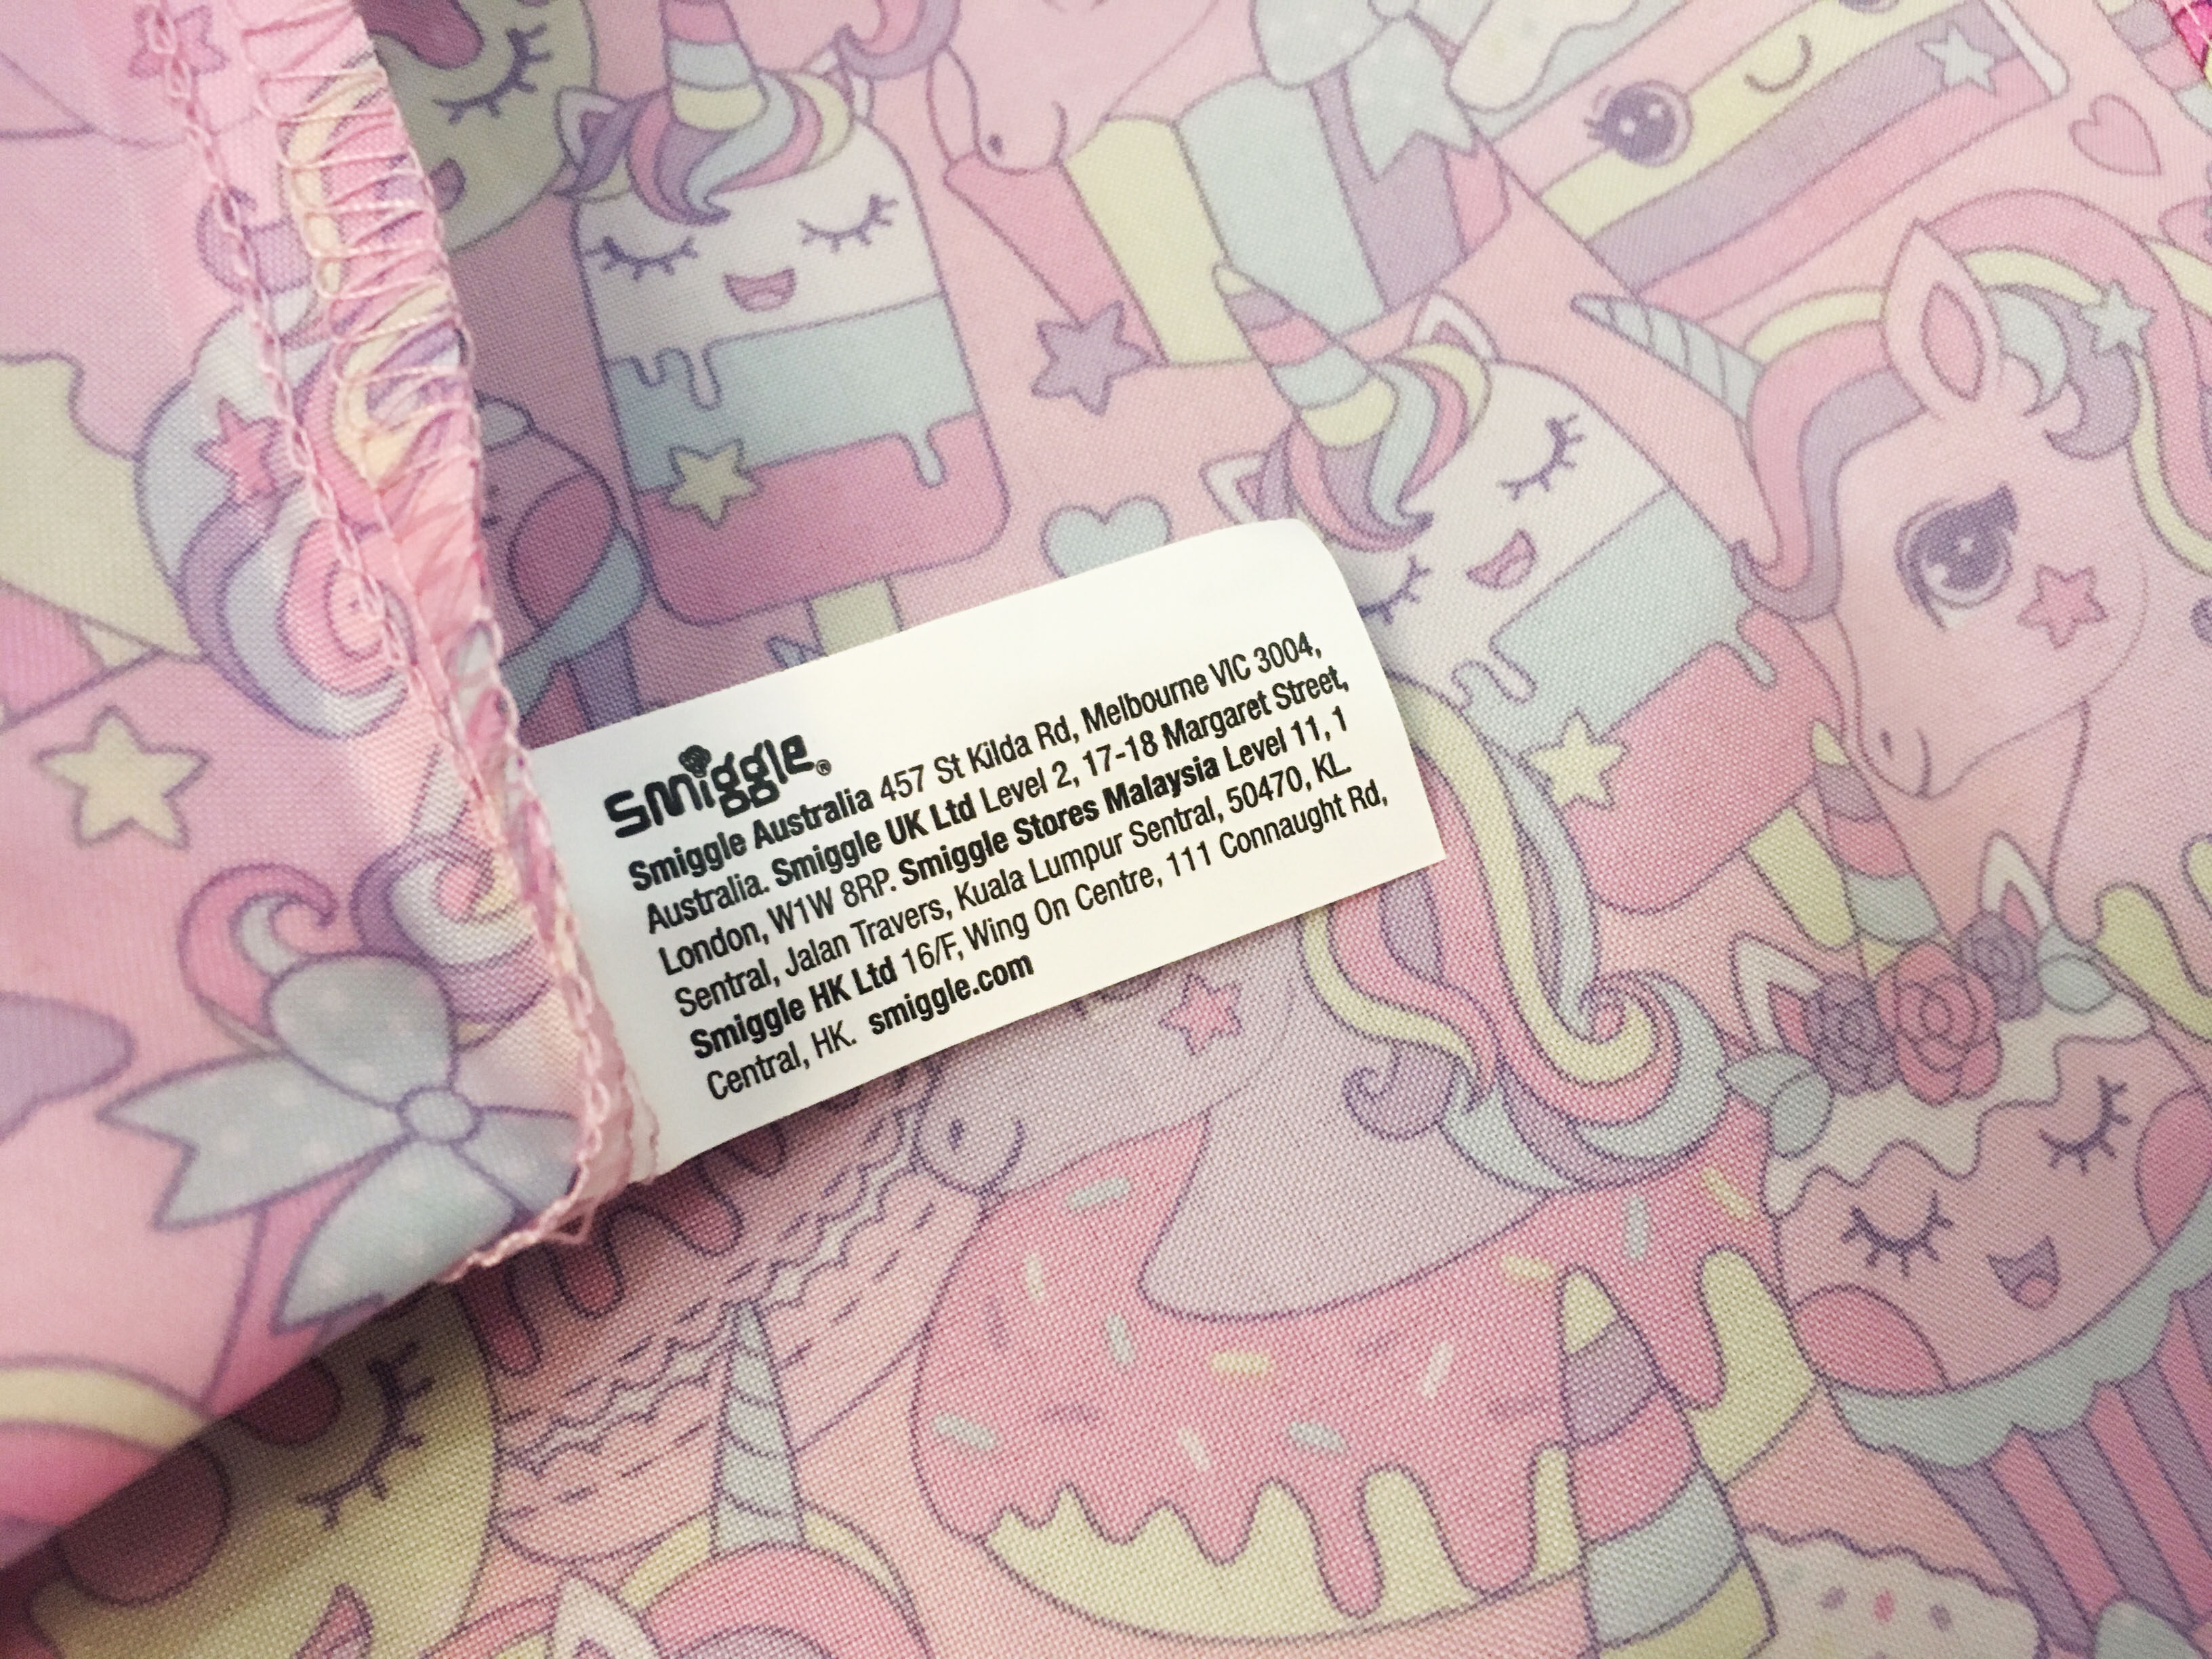 smiggle®
Smiggle Australia 457 St Kilda Rd, Melbourne VIC 3004,
Australia. Smiggle UK Ltd Level 2, 17-18 Margaret Street,
London, W1W 8RP. Smiggle Stores Malaysia Level 11, 1
Sentral, Jalan Travers, Kuala Lumpur Sentral, 50470, KL.
Smiggle HK Ltd 16/F, Wing On Centre, 111 Connaught Rd,
Central, HK. smiggle.com